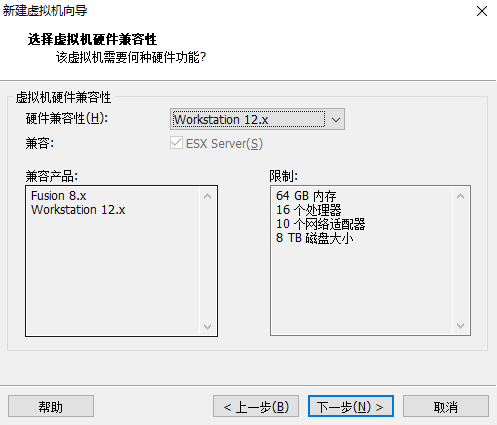 新建虚拟机向导
选择虚拟机硬件兼容性
该虚拟机需要何种硬件功能?
虚拟机硬件兼容性
硬件兼容性(H): Workstation 12.x
兼容: ESX Server(S)
兼容产品:
Fusion 8.x
Workstation 12.x
限制:
64 GB 内存
16 个处理器
10 个网络适配器
8 TB 磁盘大小
帮助 < 上一步(B) 下一步(N) > 取消